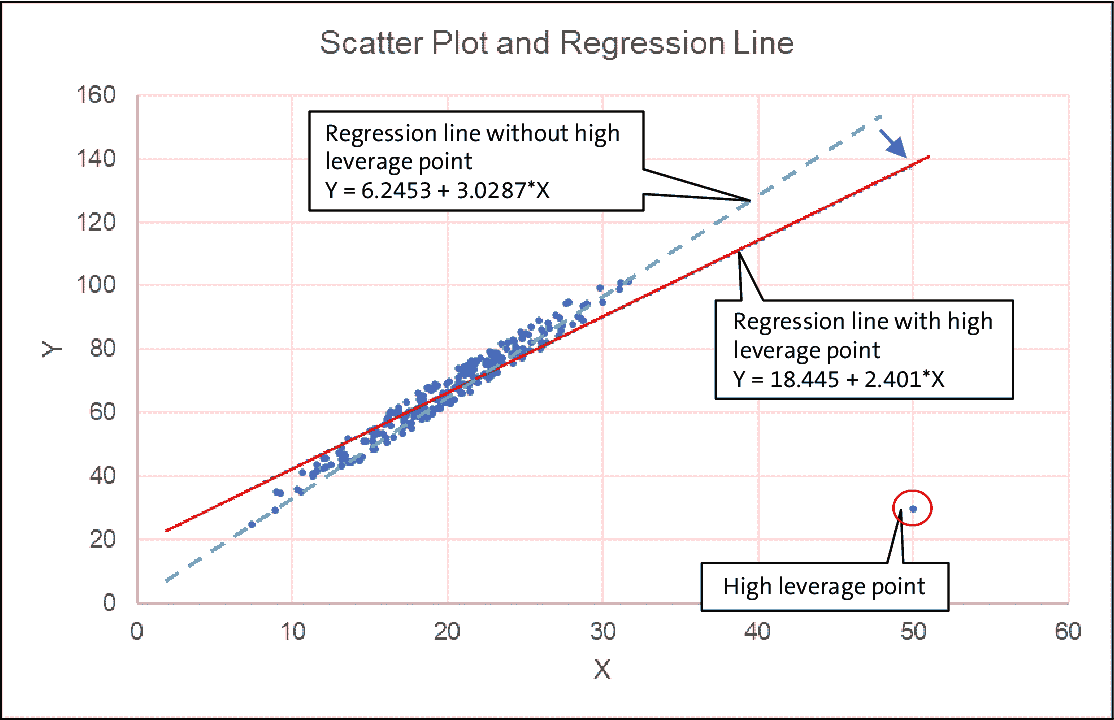 Scatter Plot and Regression Line
160
140
120
100
80
60
40
20
0
Y
Regression line without high
leverage point
Y = 6.2453 + 3.0287*X
Regression line with high
leverage point
Y = 18.445 + 2.401*X
High leverage point
0 10 20 30 40 50 60
X